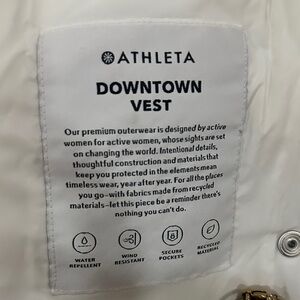 ATHLETA
DOWNTOWN
VEST
Our premium outerwear is designed by active
women for active women, whose sights are set
on changing the world. Intentional details,
thoughtful construction and materials that
keep you protected in the elements mean
timeless wear, year after year. For all the places
you go—with fabrics made from recycled
materials—let this piece be a reminder there's
nothing you can't do.
WATER
REPELLENT
WIND
RESISTANT
SECURE
POCKETS
RECYCLED
MATERIAL